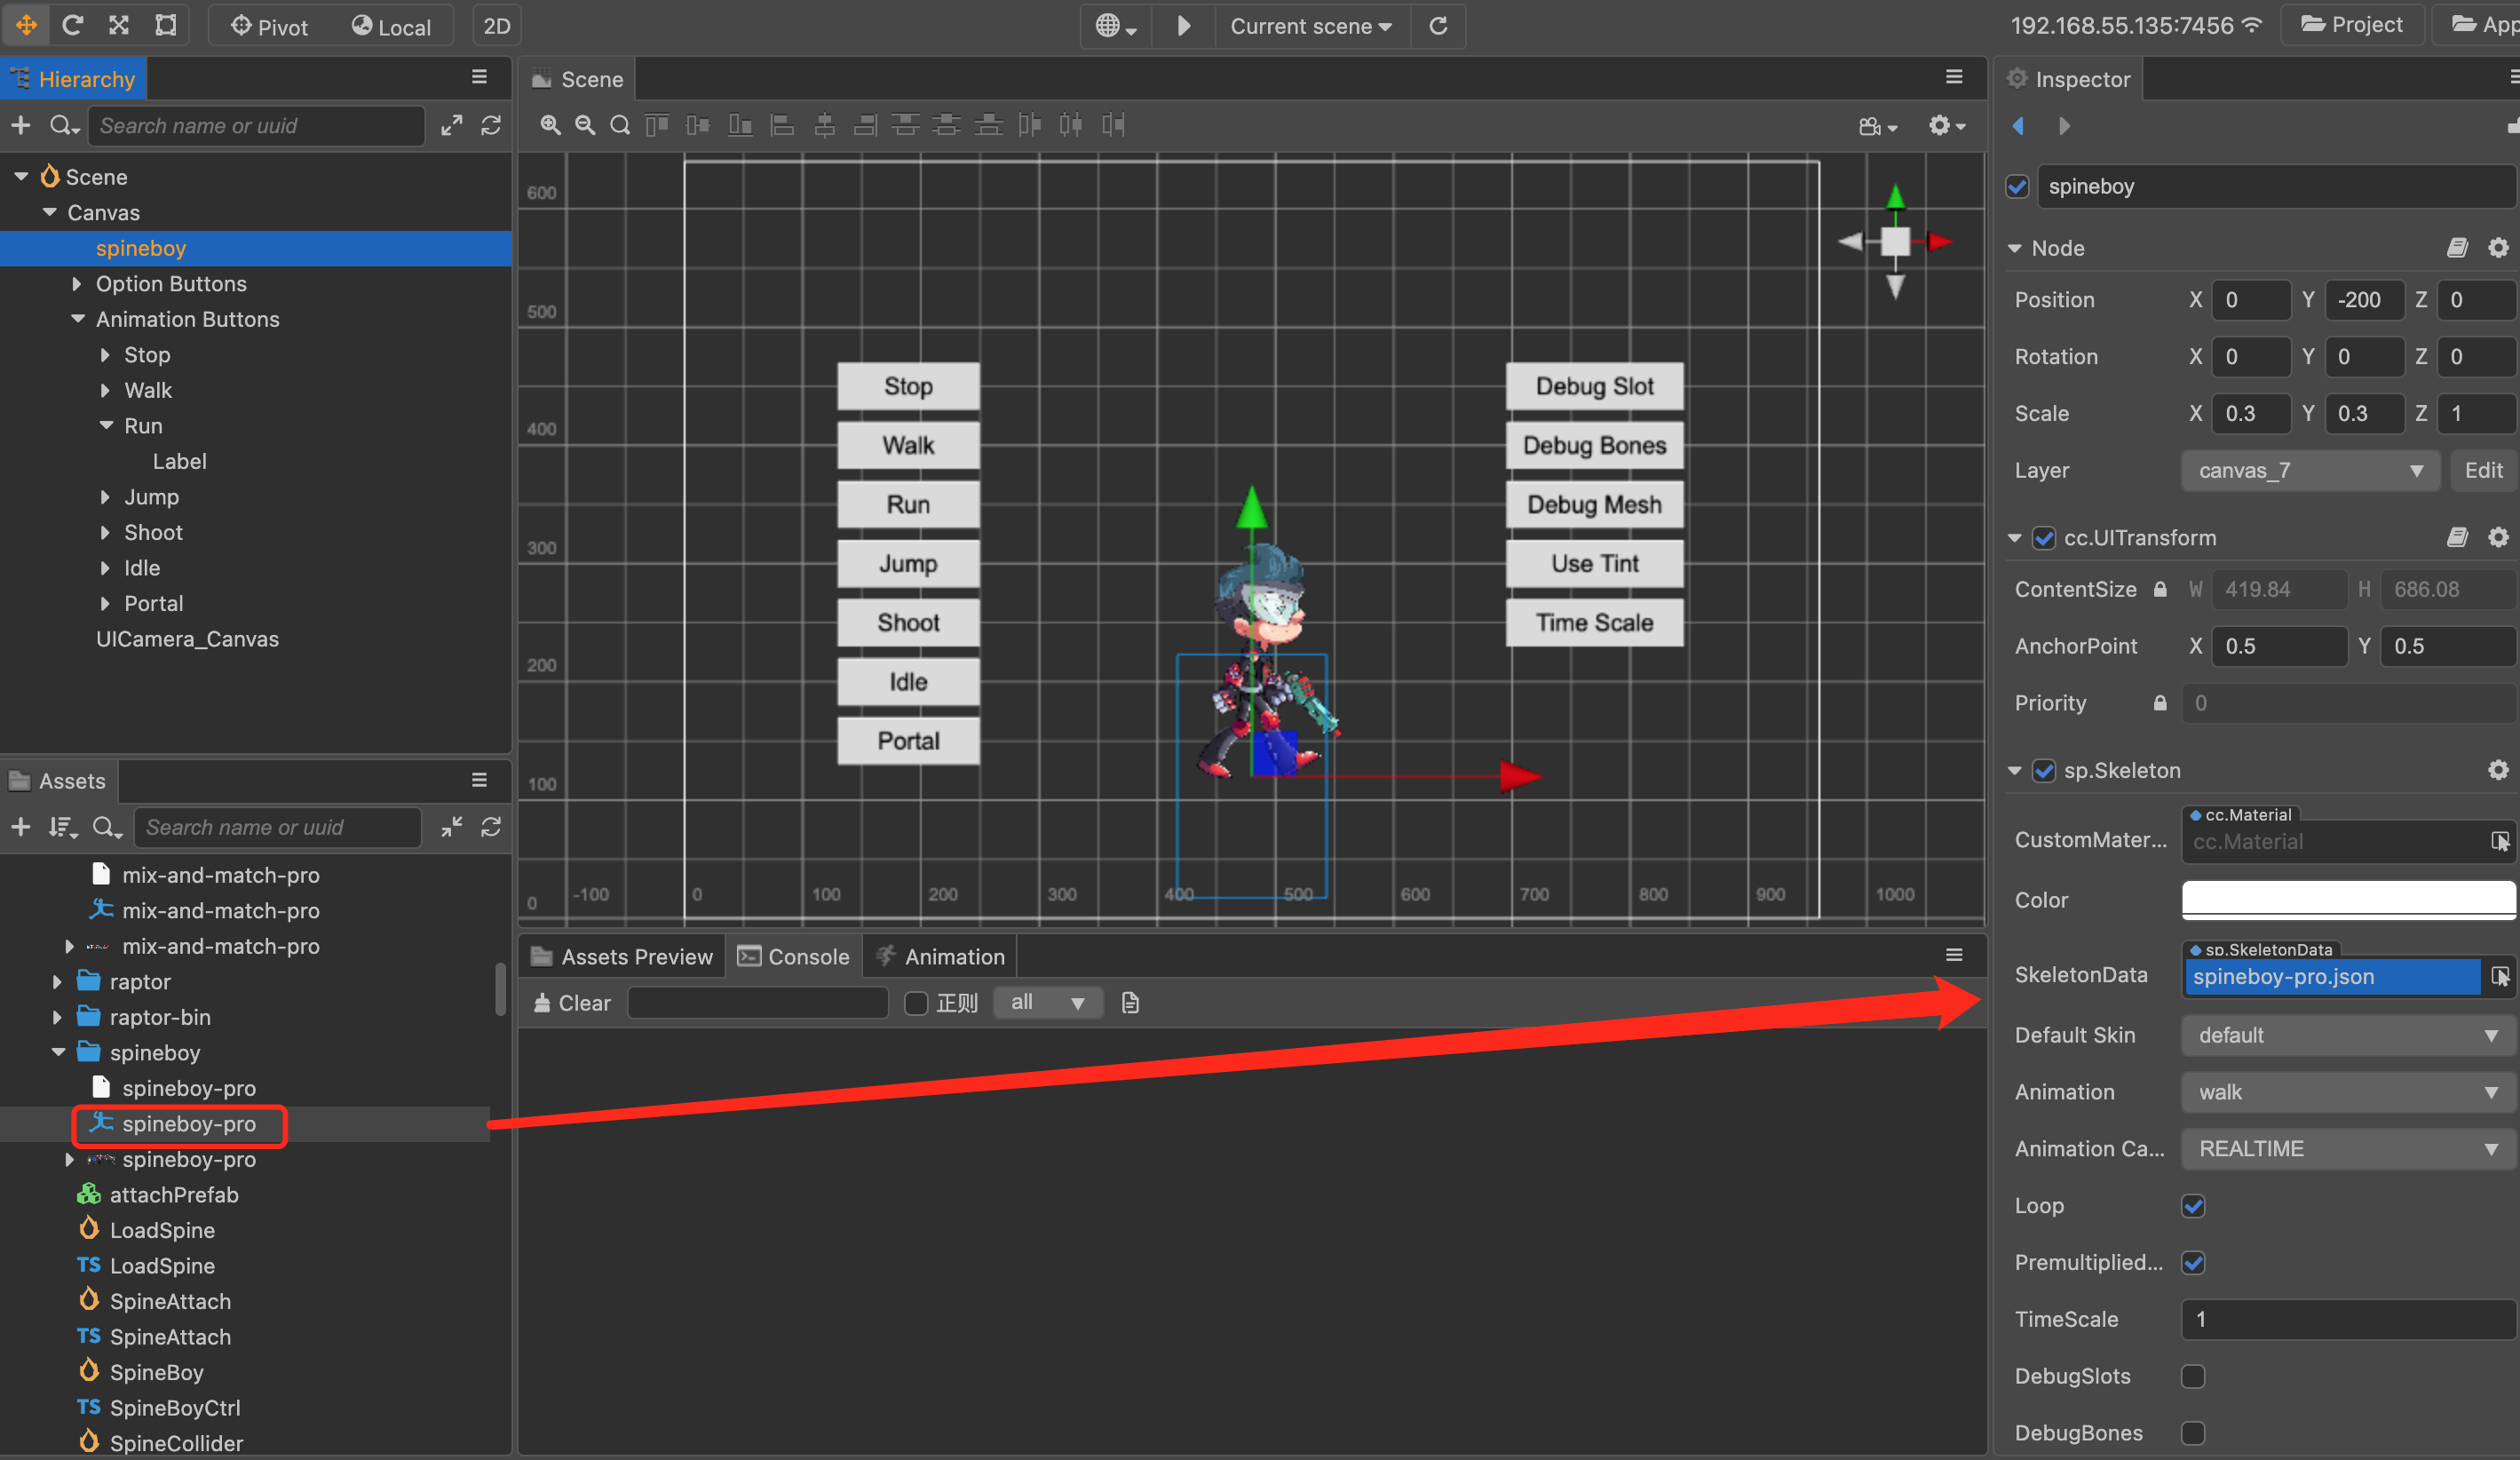 Pivot Local 2D Current scene 192.168.55.135:7456 Project App
Hierarchy
Search name or uuid
Scene
Canvas
spineboy
Option Buttons
Animation Buttons
Stop
Walk
Run
Label
Jump
Shoot
Idle
Portal
UICamera_Canvas
Assets
Search name or uuid
mix-and-match-pro
mix-and-match-pro
mix-and-match-pro
raptor
raptor-bin
spineboy
spineboy-pro
spineboy-pro
spineboy-pro
attachPrefab
LoadSpine
TS LoadSpine
SpineAttach
TS SpineAttach
SpineBoy
TS SpineBoyCtrl
SpineCollider
Scene
600
500
400
300
200
100
0
-100 0 100 200 300 400 500 600 700 800 900 1000
Stop
Walk
Run
Jump
Shoot
Idle
Portal
Debug Slot
Debug Bones
Debug Mesh
Use Tint
Time Scale
Assets Preview Console Animation
Clear 正则 all
Inspector
spineboy
Node
Position X 0 Y -200 Z 0
Rotation X 0 Y 0 Z 0
Scale X 0.3 Y 0.3 Z 1
Layer canvas_7 Edit
cc.UITransform
ContentSize W 419.84 H 686.08
AnchorPoint X 0.5 Y 0.5
Priority 0
sp.Skeleton
cc.Material
CustomMater... cc.Material
Color
sp.SkeletonData
SkeletonData spineboy-pro.json
Default Skin default
Animation walk
Animation Ca... REALTIME
Loop
Premultiplied...
TimeScale 1
DebugSlots
DebugBones